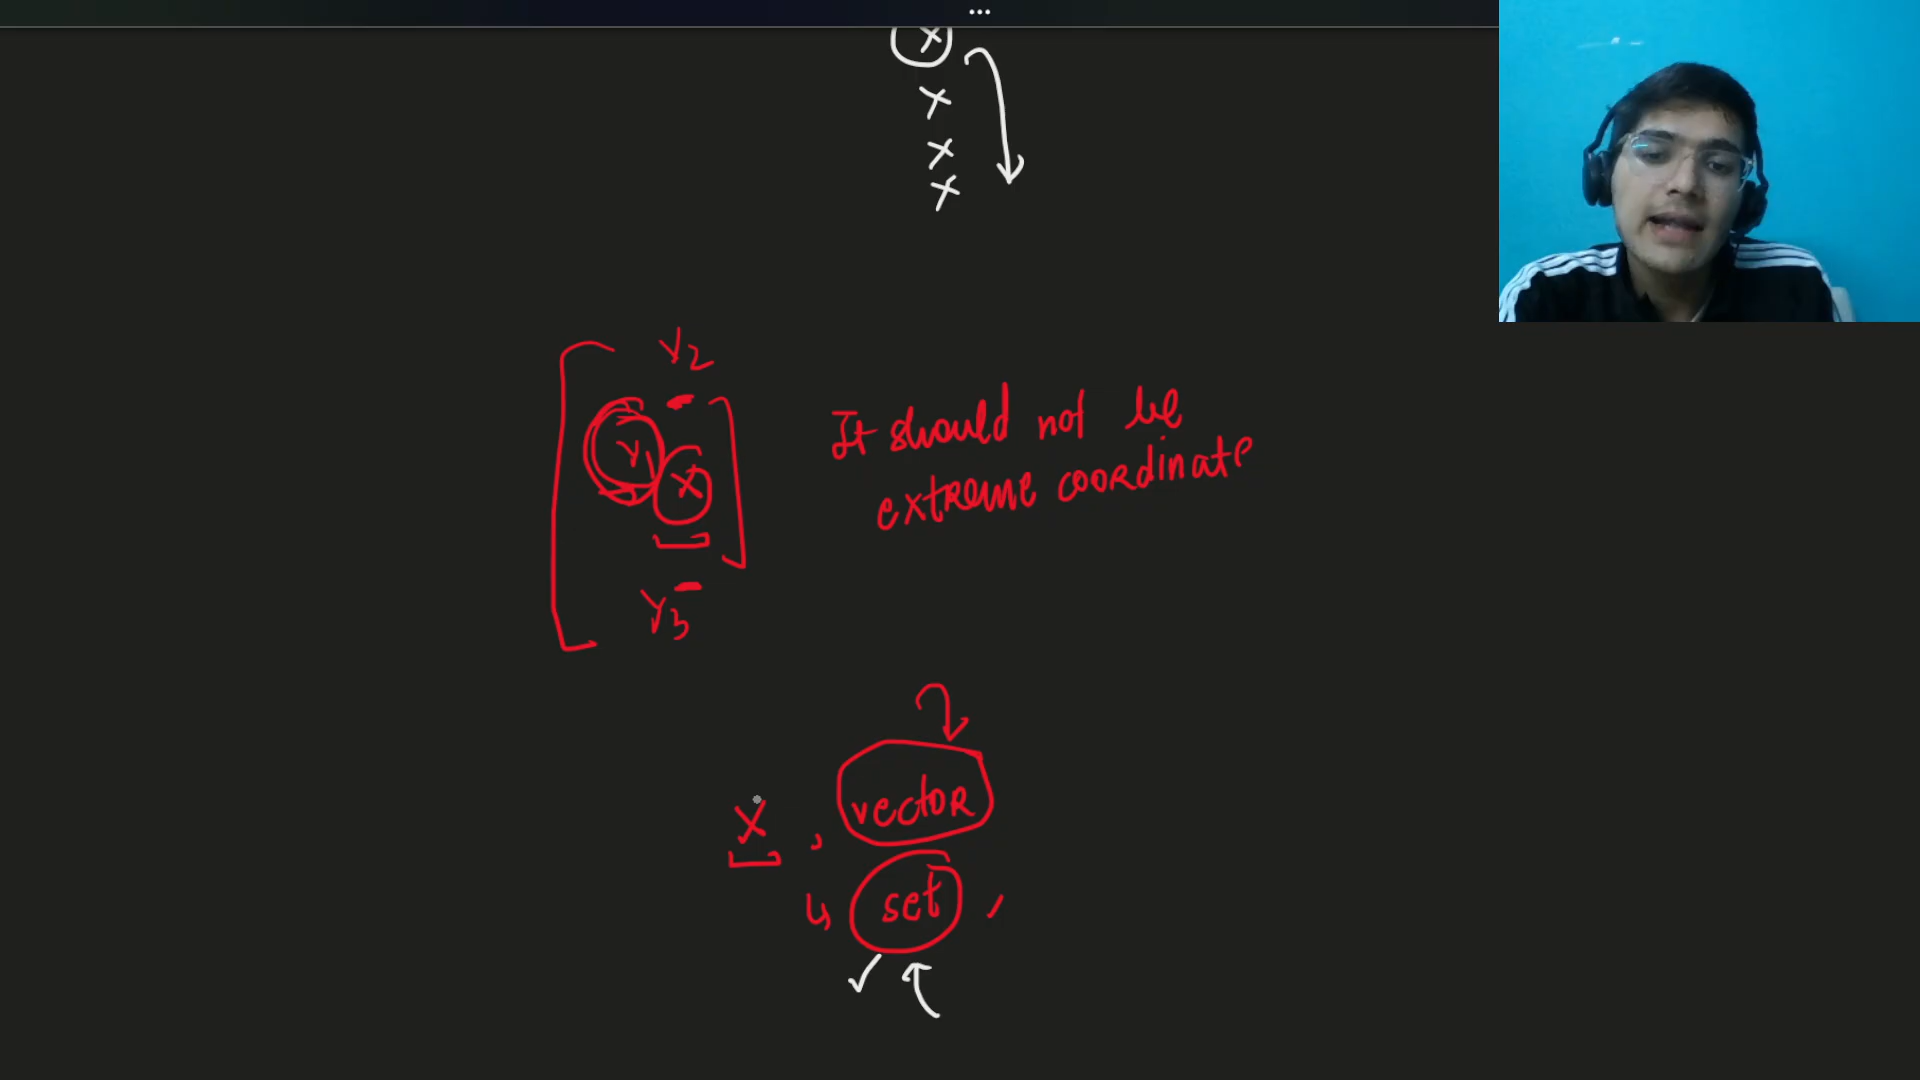 ...
X
X
X
X
Y2
Y1
X
Y3
It should not be
extreme coordinate
X , vector
↳ set ,